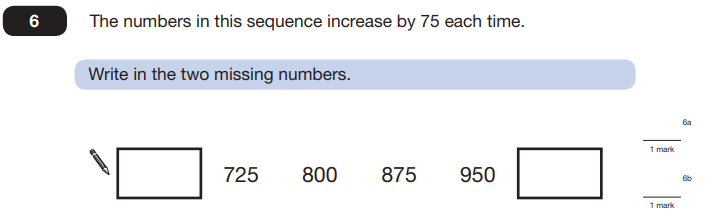 6 The numbers in this sequence increase by 75 each time.
Write in the two missing numbers.
6a
1 mark
725 800 875 950
6b
1 mark